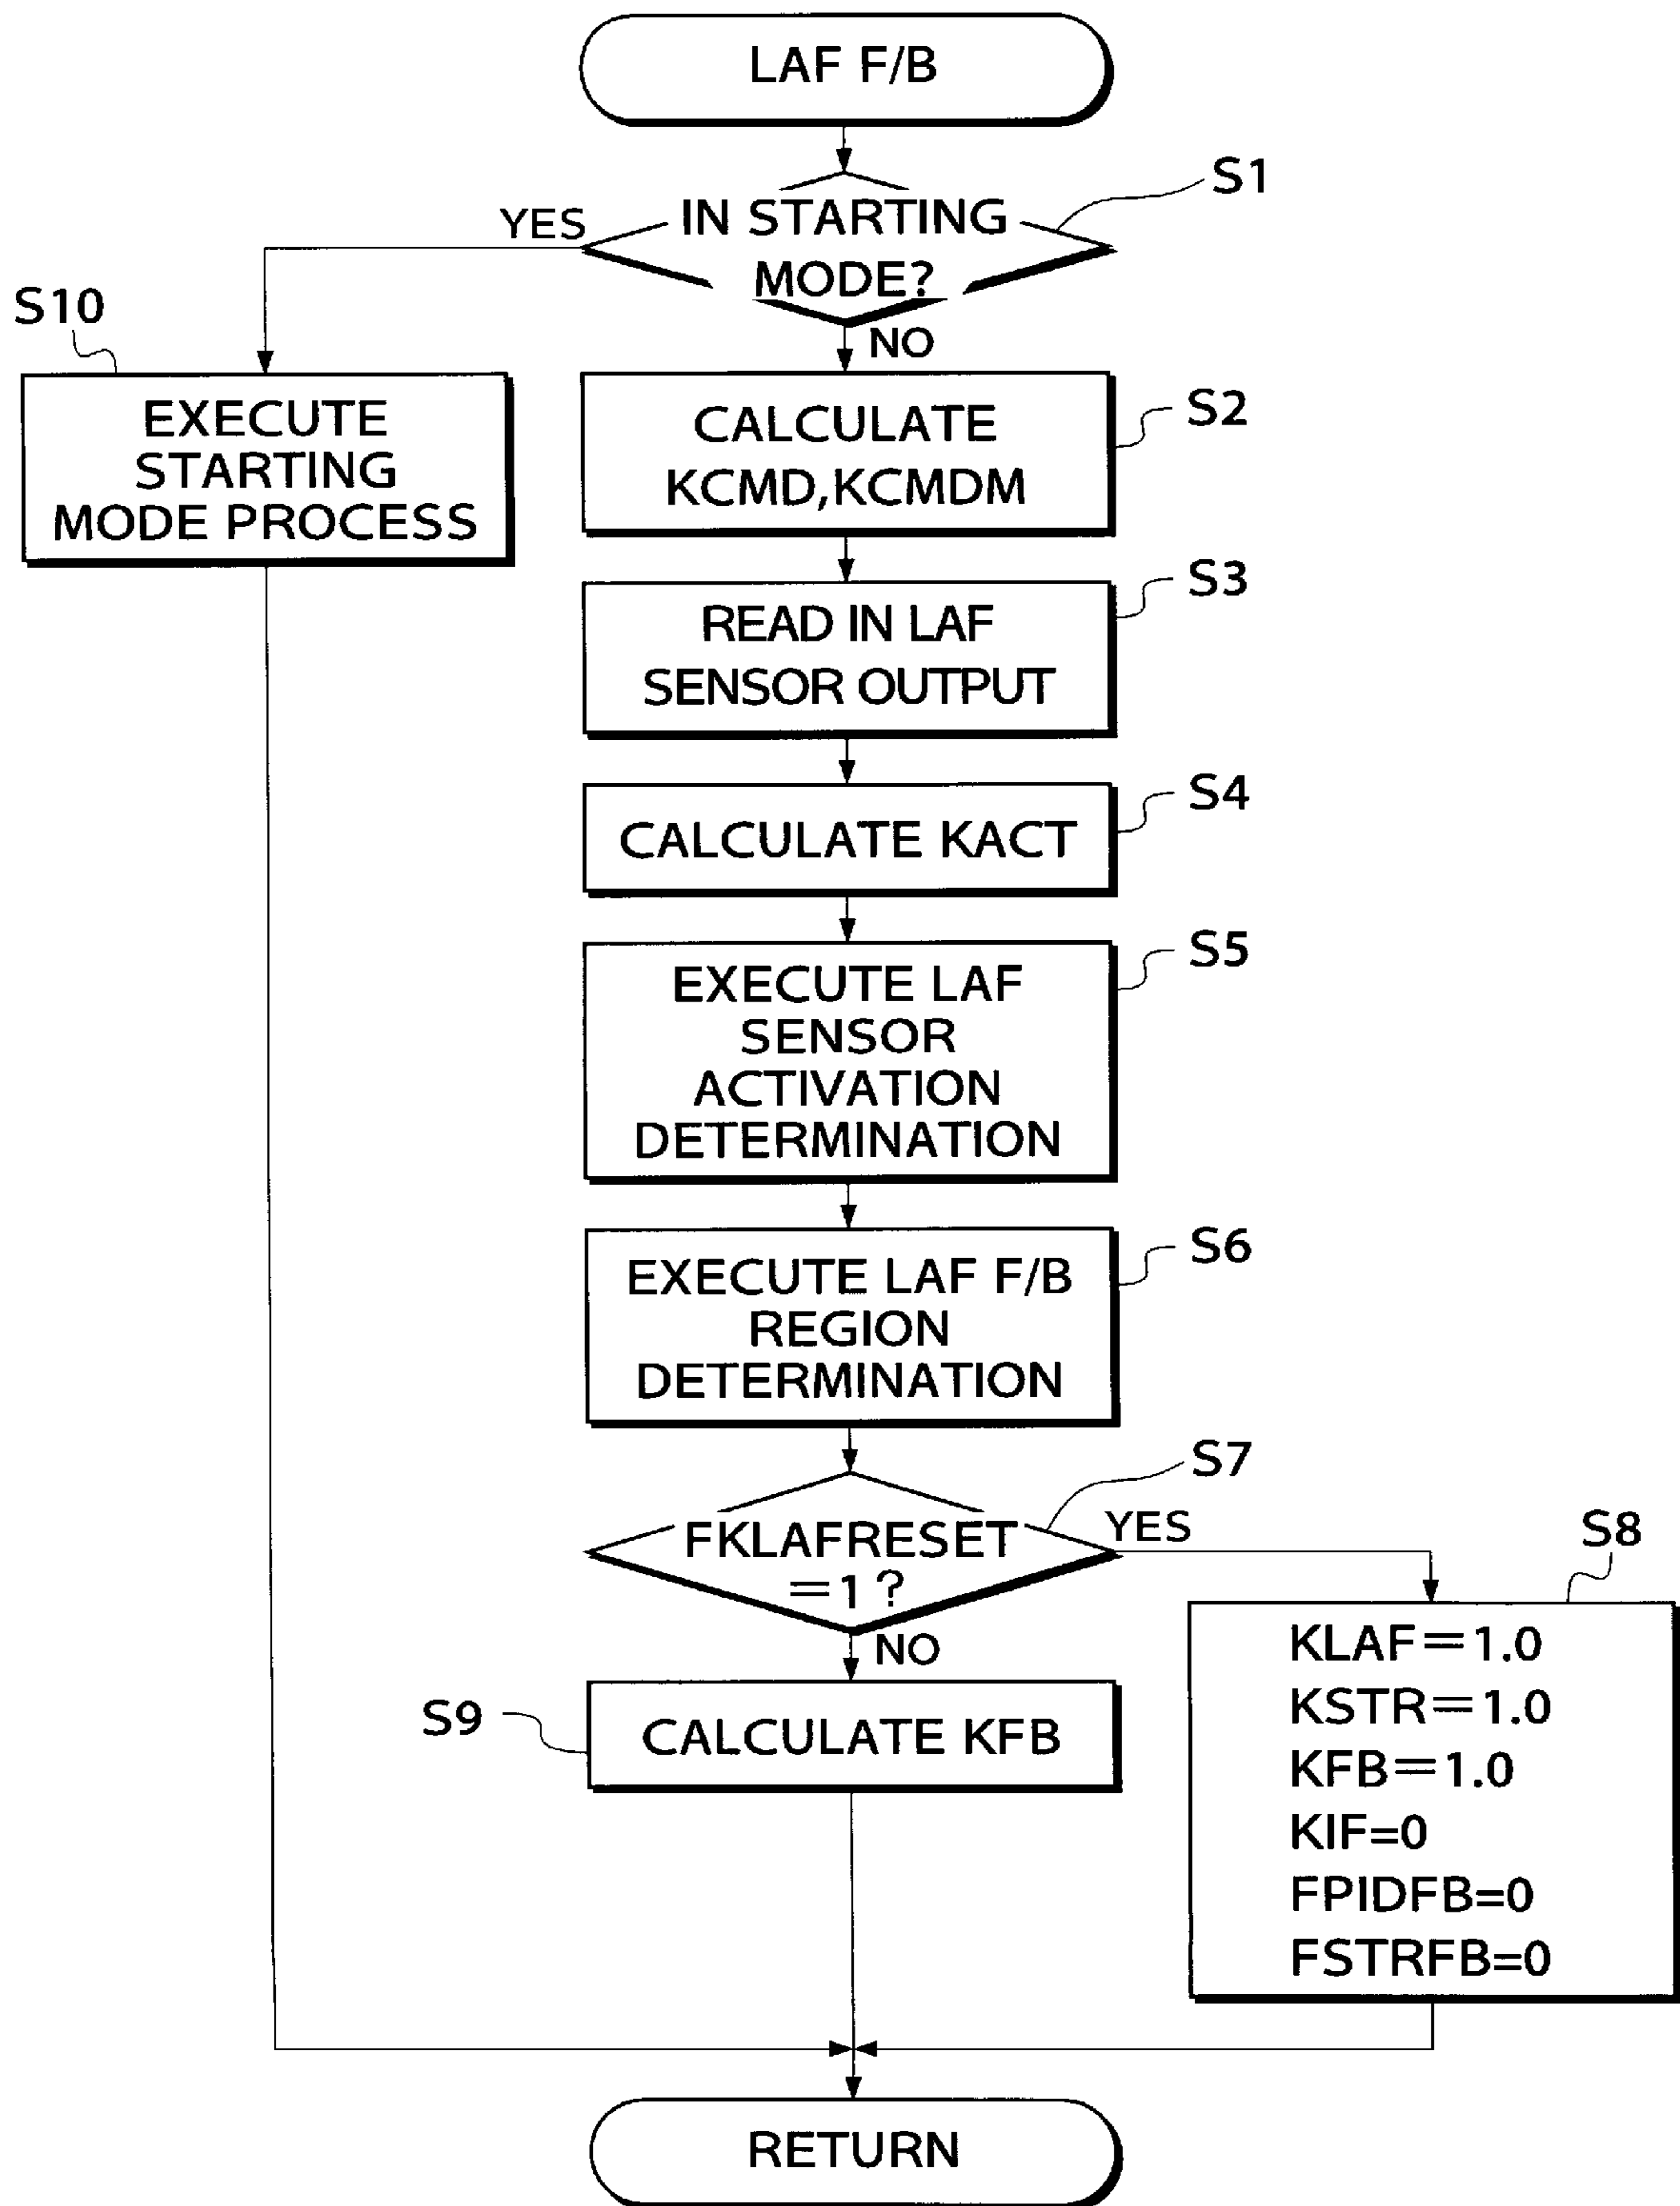 LAF F/B
S1
IN STARTING
MODE?
YES
NO
S10
EXECUTE
STARTING
MODE PROCESS
S2
CALCULATE
KCMD,KCMDM
S3
READ IN LAF
SENSOR OUTPUT
S4
CALCULATE KACT
S5
EXECUTE LAF
SENSOR
ACTIVATION
DETERMINATION
S6
EXECUTE LAF F/B
REGION
DETERMINATION
S7
FKLAFRESET
=1?
YES
NO
S8
KLAF=1.0
KSTR=1.0
KFB=1.0
KIF=0
FPIDFB=0
FSTRFB=0
S9
CALCULATE KFB
RETURN